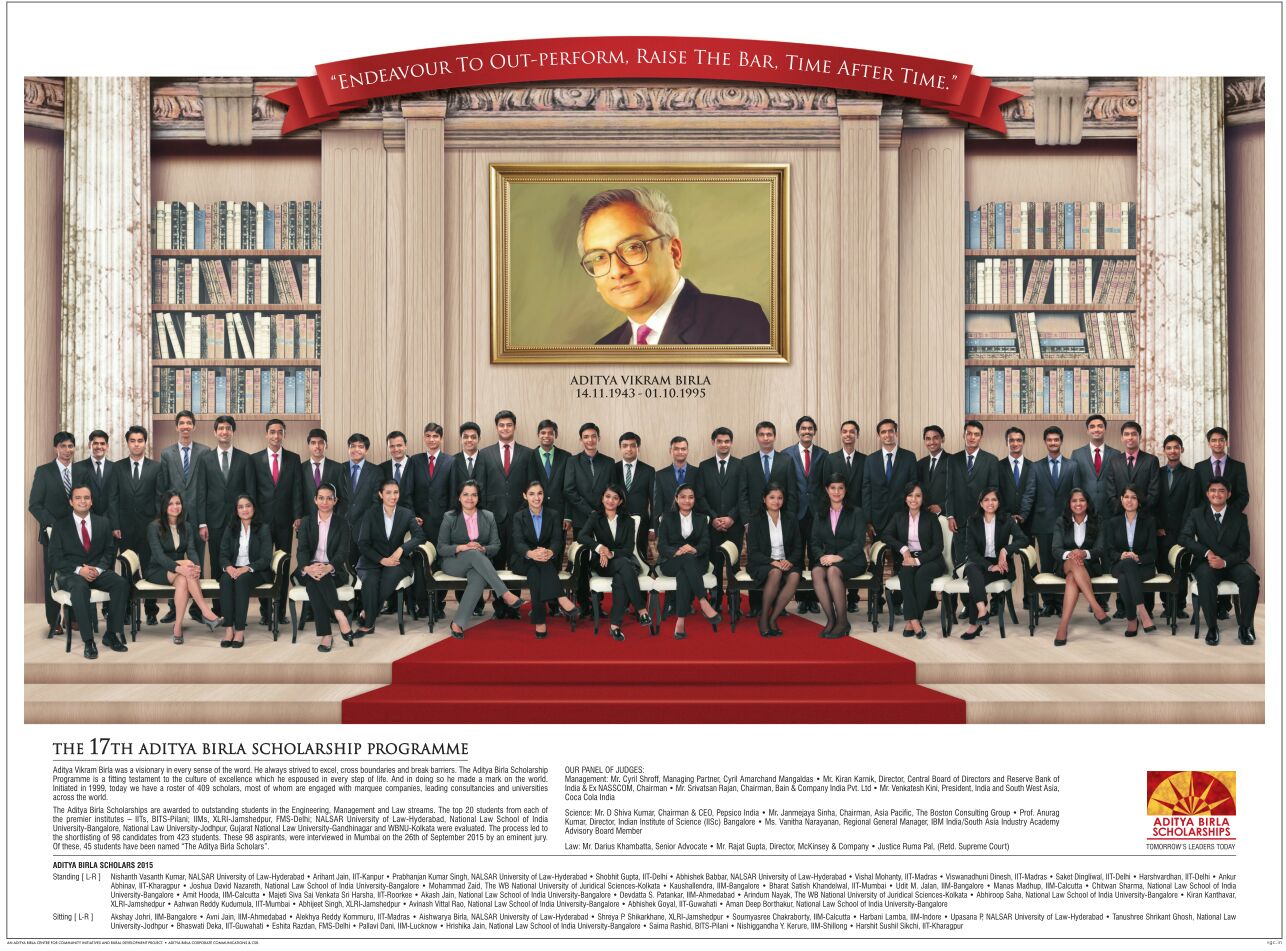 “ENDEAVOUR TO OUT-PERFORM, RAISE THE BAR, TIME AFTER TIME.”
ADITYA VIKRAM BIRLA
14.11.1943 - 01.10.1995
THE 17TH ADITYA BIRLA SCHOLARSHIP PROGRAMME
Aditya Vikram Birla was a visionary in every sense of the word. He always strived to excel, cross boundaries and break barriers. The Aditya Birla Scholarship
Programme is a fitting testament to the culture of excellence which he espoused in every step of life. And in doing so he made a mark on the world.
Initiated in 1999, today we have a roster of 409 scholars, most of whom are engaged with marquee companies, leading consultancies and universities
across the world.
The Aditya Birla Scholarships are awarded to outstanding students in the Engineering, Management and Law streams. The top 20 students from each of
the premier institutes – IITs, BITS-Pilani; IIMs, XLRI-Jamshedpur, FMS-Delhi; NALSAR University of Law-Hyderabad, National Law School of India
University-Bangalore, National Law University-Jodhpur, Gujarat National Law University-Gandhinagar and WBNU-Kolkata were evaluated. The process led to
the shortlisting of 98 candidates from 423 students. These 98 aspirants, were interviewed in Mumbai on the 26th of September 2015 by an eminent jury.
Of these, 45 students have been named “The Aditya Birla Scholars”.
OUR PANEL OF JUDGES:
Management: Mr. Cyril Shroff, Managing Partner, Cyril Amarchand Mangaldas • Mr. Kiran Karnik, Director, Central Board of Directors and Reserve Bank of
India & Ex NASSCOM, Chairman • Mr. Srivatsan Rajan, Chairman, Bain & Company India Pvt. Ltd • Mr. Venkatesh Kini, President, India and South West Asia,
Coca Cola India
Science: Mr. D Shiva Kumar, Chairman & CEO, Pepsico India • Mr. Janmejaya Sinha, Chairman, Asia Pacific, The Boston Consulting Group • Prof. Anurag
Kumar, Director, Indian Institute of Science (IISc) Bangalore • Ms. Vanitha Narayanan, Regional General Manager, IBM India/South Asia Industry Academy
Advisory Board Member
Law: Mr. Darius Khambatta, Senior Advocate • Mr. Rajat Gupta, Director, McKinsey & Company • Justice Ruma Pal, (Retd. Supreme Court)
ADITYA BIRLA
SCHOLARSHIPS
TOMORROW'S LEADERS TODAY
ADITYA BIRLA SCHOLARS 2015
Standing [ L-R ] Nishanth Vasanth Kumar, NALSAR University of Law-Hyderabad • Arihant Jain, IIT-Kanpur • Prabhanjan Kumar Singh, NALSAR University of Law-Hyderabad • Shobhit Gupta, IIT-Delhi • Abhishek Babbar, NALSAR University of Law-Hyderabad • Vishal Mohanty, IIT-Madras • Viswanadhuni Dinesh, IIT-Madras • Saket Dingliwal, IIT-Delhi • Harshvardhan, IIT-Delhi • Ankur
Abhinav, IIT-Kharagpur • Joshua David Nazareth, National Law School of India University-Bangalore • Mohammad Zaid, The WB National University of Juridical Sciences-Kolkata • Kaushallendra, IIM-Bangalore • Bharat Satish Khandelwal, IIT-Mumbai • Udit M. Jalan, IIM-Bangalore • Manas Madhup, IIM-Calcutta • Chitwan Sharma, National Law School of India
University-Bangalore • Amit Hooda, IIM-Calcutta • Majeti Siva Sai Venkata Sri Harsha, IIT-Roorkee • Akash Jain, National Law School of India University-Bangalore • Devdatta S. Patankar, IIM-Ahmedabad • Arindum Nayak, The WB National University of Juridical Sciences-Kolkata • Abhiroop Saha, National Law School of India University-Bangalore • Kiran Kanthavar,
XLRI-Jamshedpur • Aahwan Reddy Kudumula, IIT-Mumbai • Abhijeet Singh, XLRI-Jamshedpur • Avinash Vittal Rao, National Law School of India University-Bangalore • Abhishek Goyal, IIT-Guwahati • Aman Deep Borthakur, National Law School of India University-Bangalore
Sitting [ L-R ] Akshay Johri, IIM-Bangalore • Avni Jain, IIM-Ahmedabad • Alekhya Reddy Kommuru, IIT-Madras • Aishwarya Birla, NALSAR University of Law-Hyderabad • Shreya P. Shikarkhane, XLRI-Jamshedpur • Soumyasree Chakraborty, IIM-Calcutta • Harbani Lamba, IIM-Indore • Upasana P, NALSAR University of Law-Hyderabad • Tanushree Shrikant Ghosh, National Law
University-Jodhpur • Bhaswati Deka, IIT-Guwahati • Eshita Razdan, FMS-Delhi • Pallavi Dani, IIM-Lucknow • Hrishika Jain, National Law School of India University-Bangalore • Saima Rashid, BITS-Pilani • Nishiggandha Y. Kerure, IIM-Shillong • Harshit Sushil Sikchi, IIT-Kharagpur
AN ADITYA BIRLA CENTRE FOR COMMUNITY INITIATIVES AND RURAL DEVELOPMENT PROJECT. • ADITYA BIRLA CORPORATE COMMUNICATIONS & CSR.